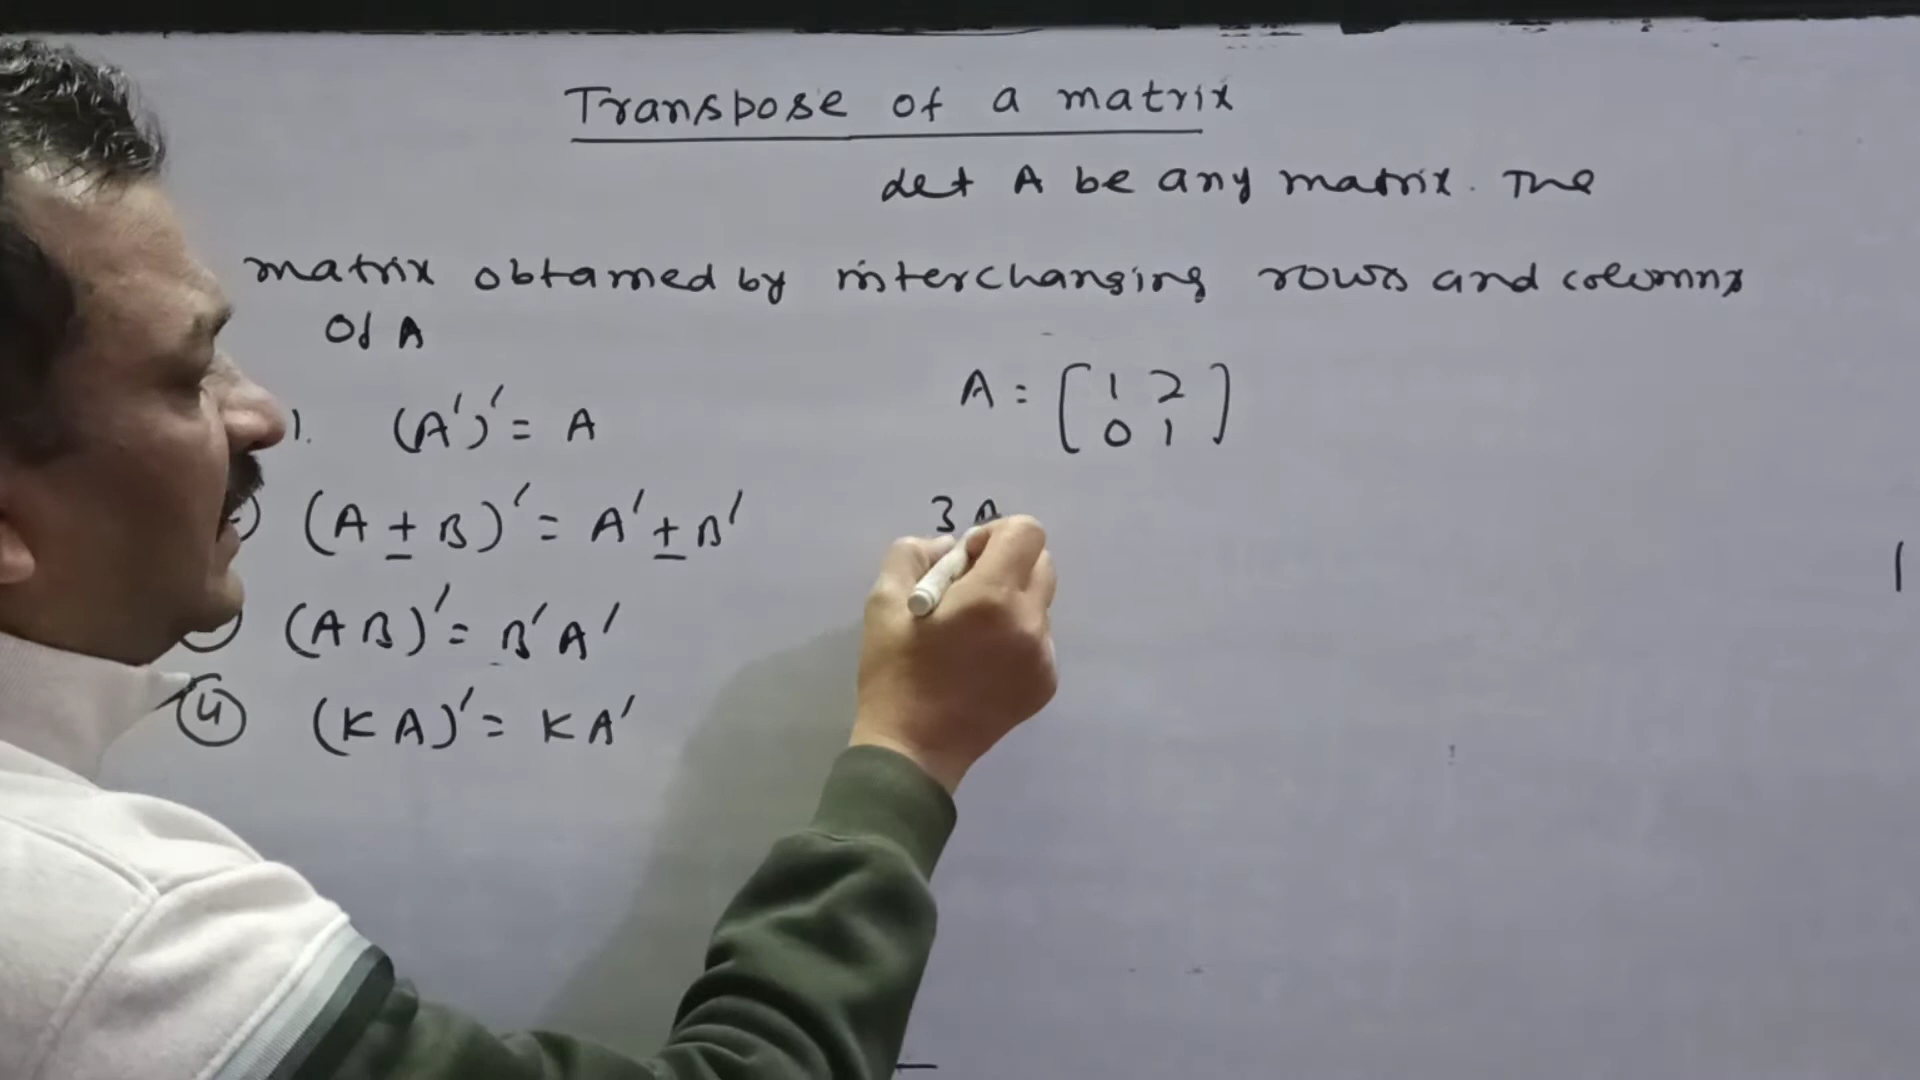 Transpose of a matrix
Let A be any matrix. The
matrix obtained by interchanging rows and columns
of A
1. (A')' = A
A = [1 2
0 1]
(A ± B)' = A' ± B'
3A
(AB)' = B'A'
④ (KA)' = KA'